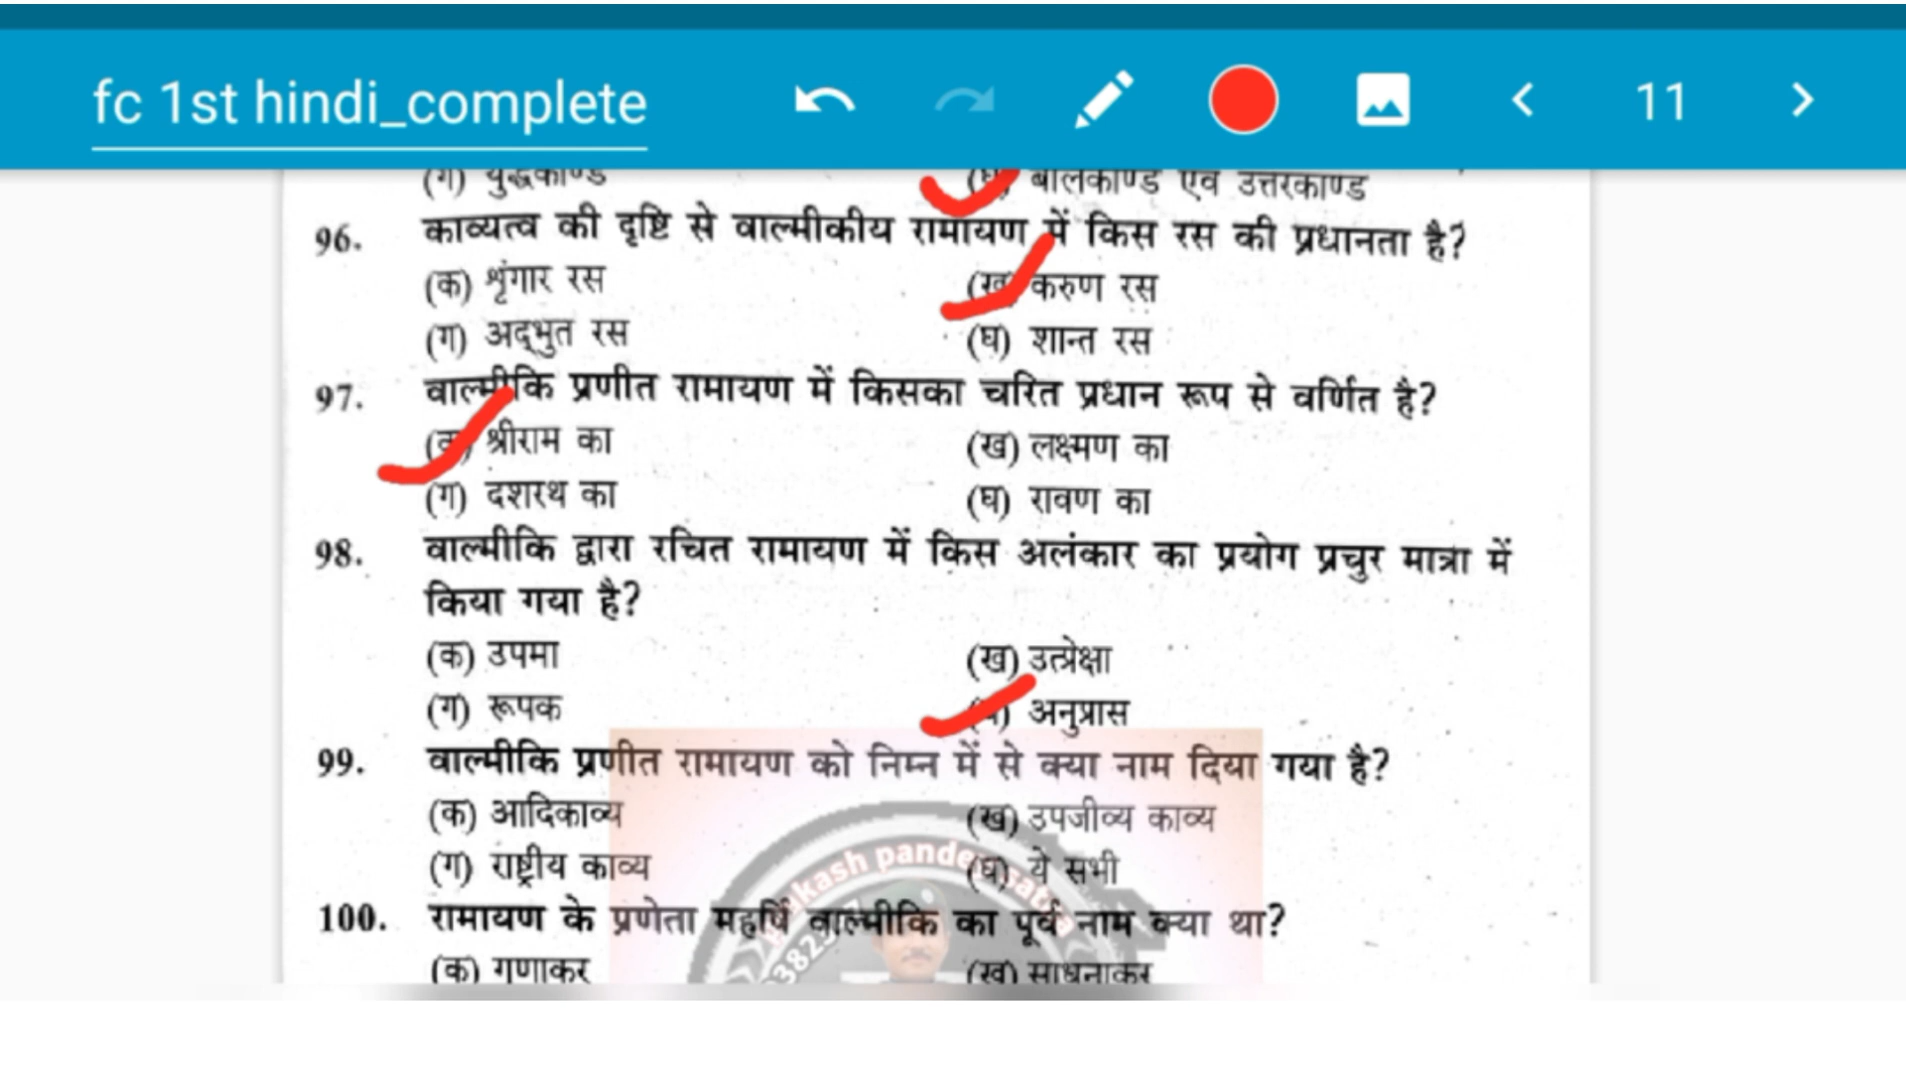 fc 1st hindi_complete 11
(ग) युद्धकाण्ड (घ) बालकाण्ड एवं उत्तरकाण्ड
96. काव्यत्व की दृष्टि से वाल्मीकीय रामायण में किस रस की प्रधानता है?
(क) शृंगार रस (ख) करुण रस
(ग) अद्भुत रस (घ) शान्त रस
97. वाल्मीकि प्रणीत रामायण में किसका चरित प्रधान रूप से वर्णित है?
(क) श्रीराम का (ख) लक्ष्मण का
(ग) दशरथ का (घ) रावण का
98. वाल्मीकि द्वारा रचित रामायण में किस अलंकार का प्रयोग प्रचुर मात्रा में
किया गया है?
(क) उपमा (ख) उत्प्रेक्षा
(ग) रूपक (घ) अनुप्रास
99. वाल्मीकि प्रणीत रामायण को निम्न में से क्या नाम दिया गया है?
(क) आदिकाव्य (ख) उपजीव्य काव्य
(ग) राष्ट्रीय काव्य (घ) ये सभी
100. रामायण के प्रणेता महर्षि वाल्मीकि का पूर्व नाम क्या था?
(क) गुणाकर (ख) साधनाकर